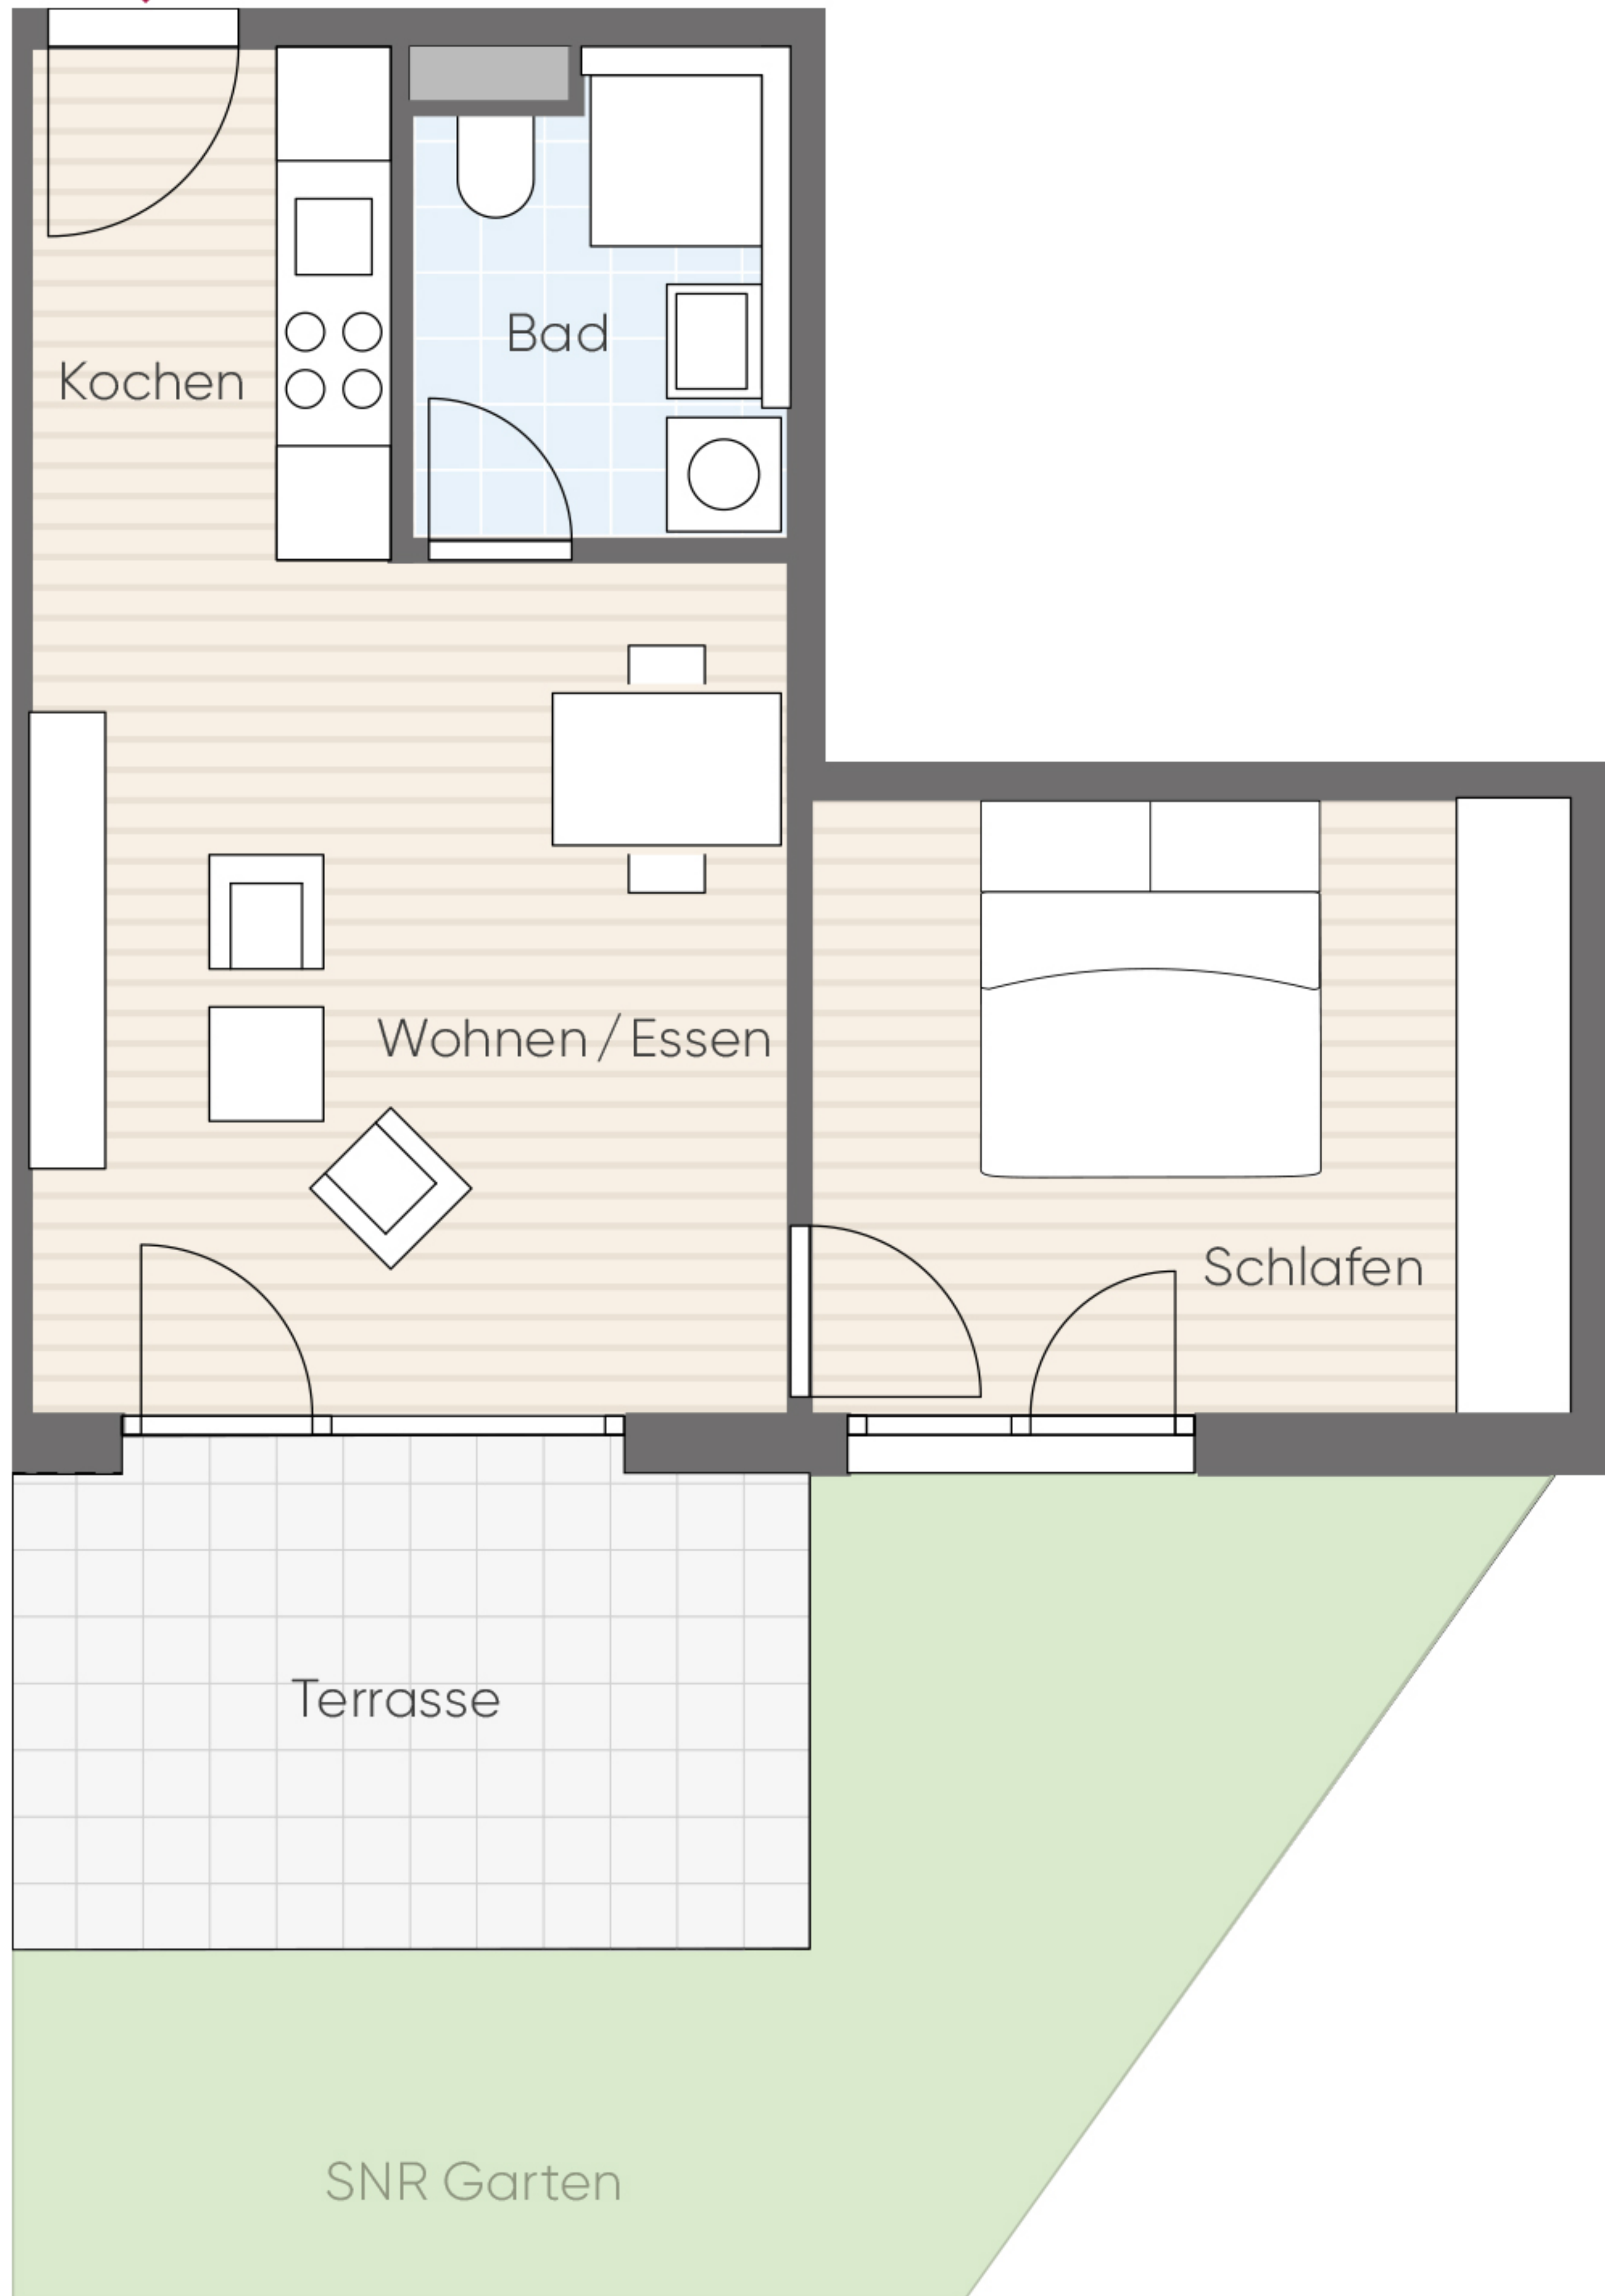 Bad
Kochen
Wohnen / Essen
Schlafen
Terrasse
SNR Garten